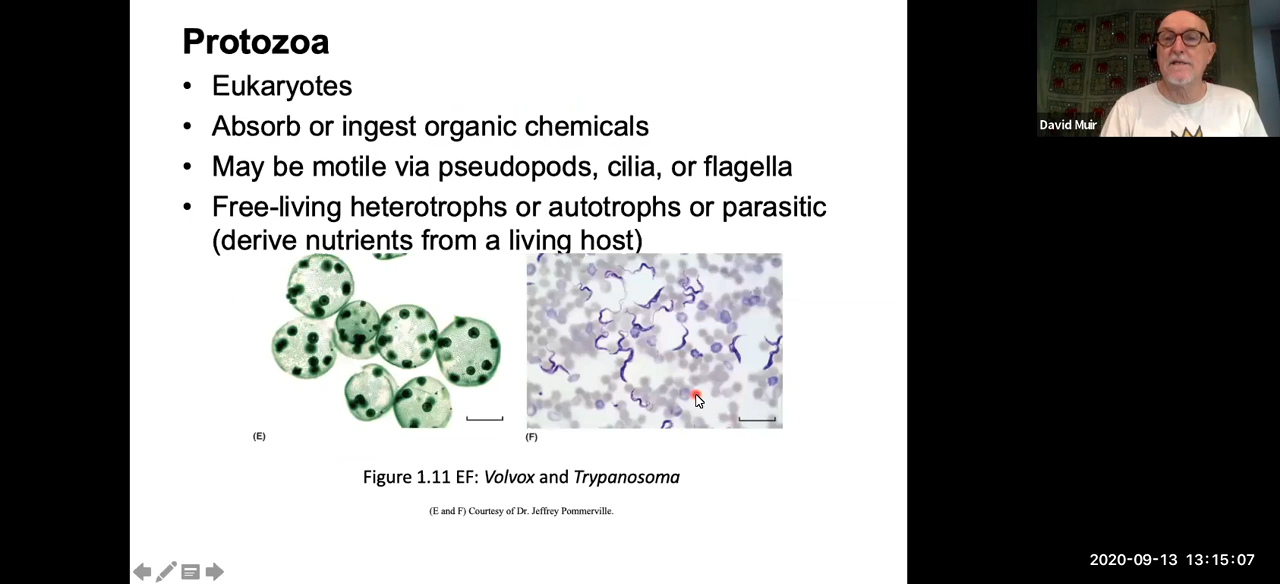 Protozoa
• Eukaryotes
• Absorb or ingest organic chemicals
• May be motile via pseudopods, cilia, or flagella
• Free-living heterotrophs or autotrophs or parasitic
(derive nutrients from a living host)
(E)
(F)
Figure 1.11 EF: Volvox and Trypanosoma
(E and F) Courtesy of Dr. Jeffrey Pommerville.
David Muir
2020-09-13 13:15:07